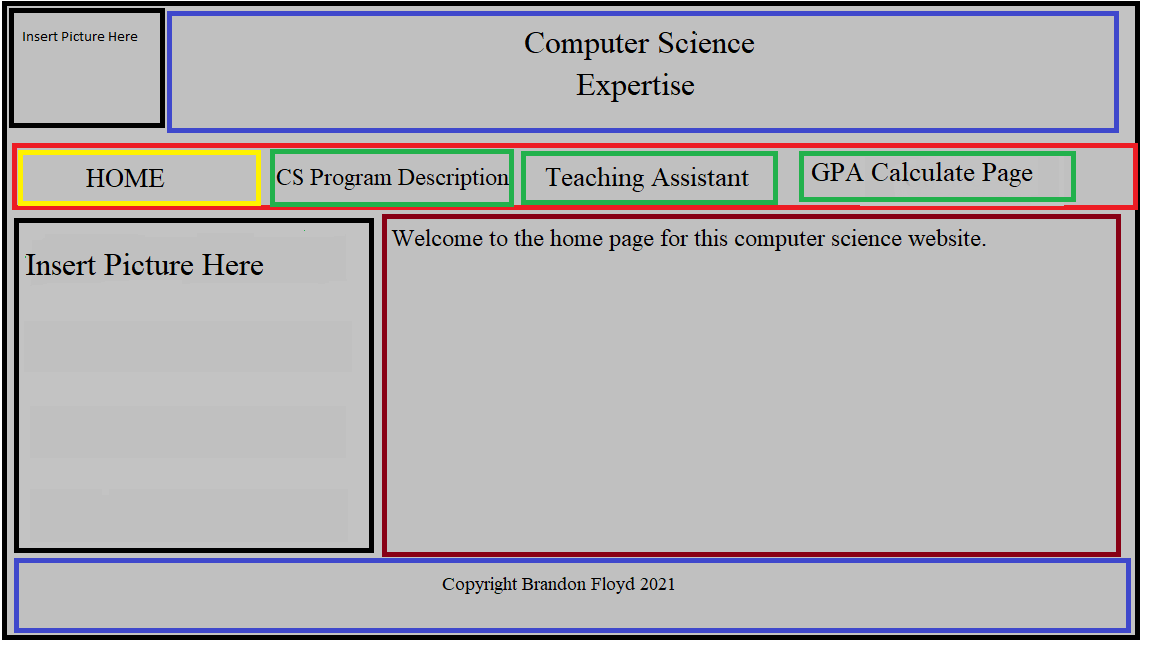 Insert Picture Here
Computer Science
Expertise
HOME
CS Program Description
Teaching Assistant
GPA Calculate Page
Insert Picture Here
Welcome to the home page for this computer science website.
Copyright Brandon Floyd 2021